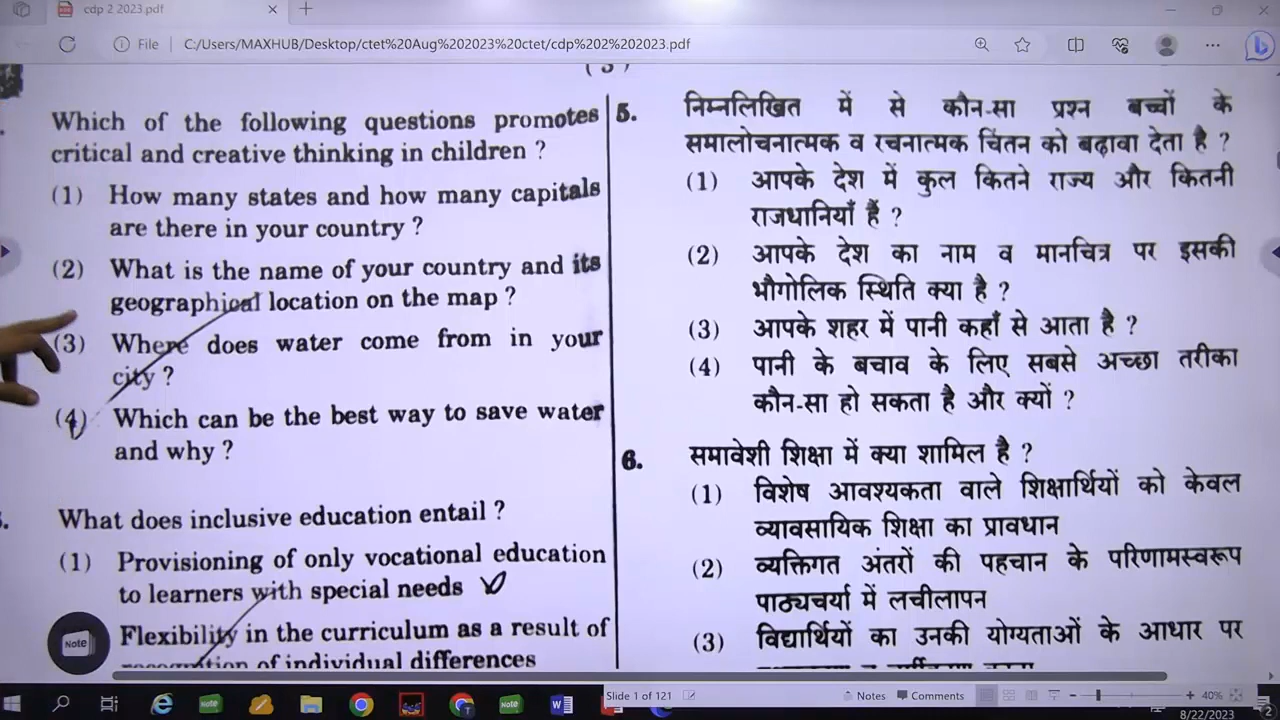 cdp 2 2023.pdf
File
C:/Users/MAXHUB/Desktop/ctet%20Aug%202023%20ctet/cdp%202%202023.pdf
Which of the following questions promotes
critical and creative thinking in children ?
(1) How many states and how many capitals
are there in your country ?
(2) What is the name of your country and its
geographical location on the map ?
(3) Where does water come from in your
city ?
(4) Which can be the best way to save water
and why ?
What does inclusive education entail ?
(1) Provisioning of only vocational education
to learners with special needs
Flexibility in the curriculum as a result of
recognition of individual differences
5. निम्नलिखित में से कौन-सा प्रश्न बच्चों के
समालोचनात्मक व रचनात्मक चिंतन को बढ़ावा देता है ?
(1) आपके देश में कुल कितने राज्य और कितनी
राजधानियाँ हैं ?
(2) आपके देश का नाम व मानचित्र पर इसकी
भौगोलिक स्थिति क्या है ?
(3) आपके शहर में पानी कहाँ से आता है ?
(4) पानी के बचाव के लिए सबसे अच्छा तरीका
कौन-सा हो सकता है और क्यों ?
6. समावेशी शिक्षा में क्या शामिल है ?
(1) विशेष आवश्यकता वाले शिक्षार्थियों को केवल
व्यावसायिक शिक्षा का प्रावधान
(2) व्यक्तिगत अंतरों की पहचान के परिणामस्वरूप
पाठ्यचर्या में लचीलापन
(3) विद्यार्थियों का उनकी योग्यताओं के आधार पर
Note
Note
Note
Slide 1 of 121
Notes
Comments
40%
8/22/2023